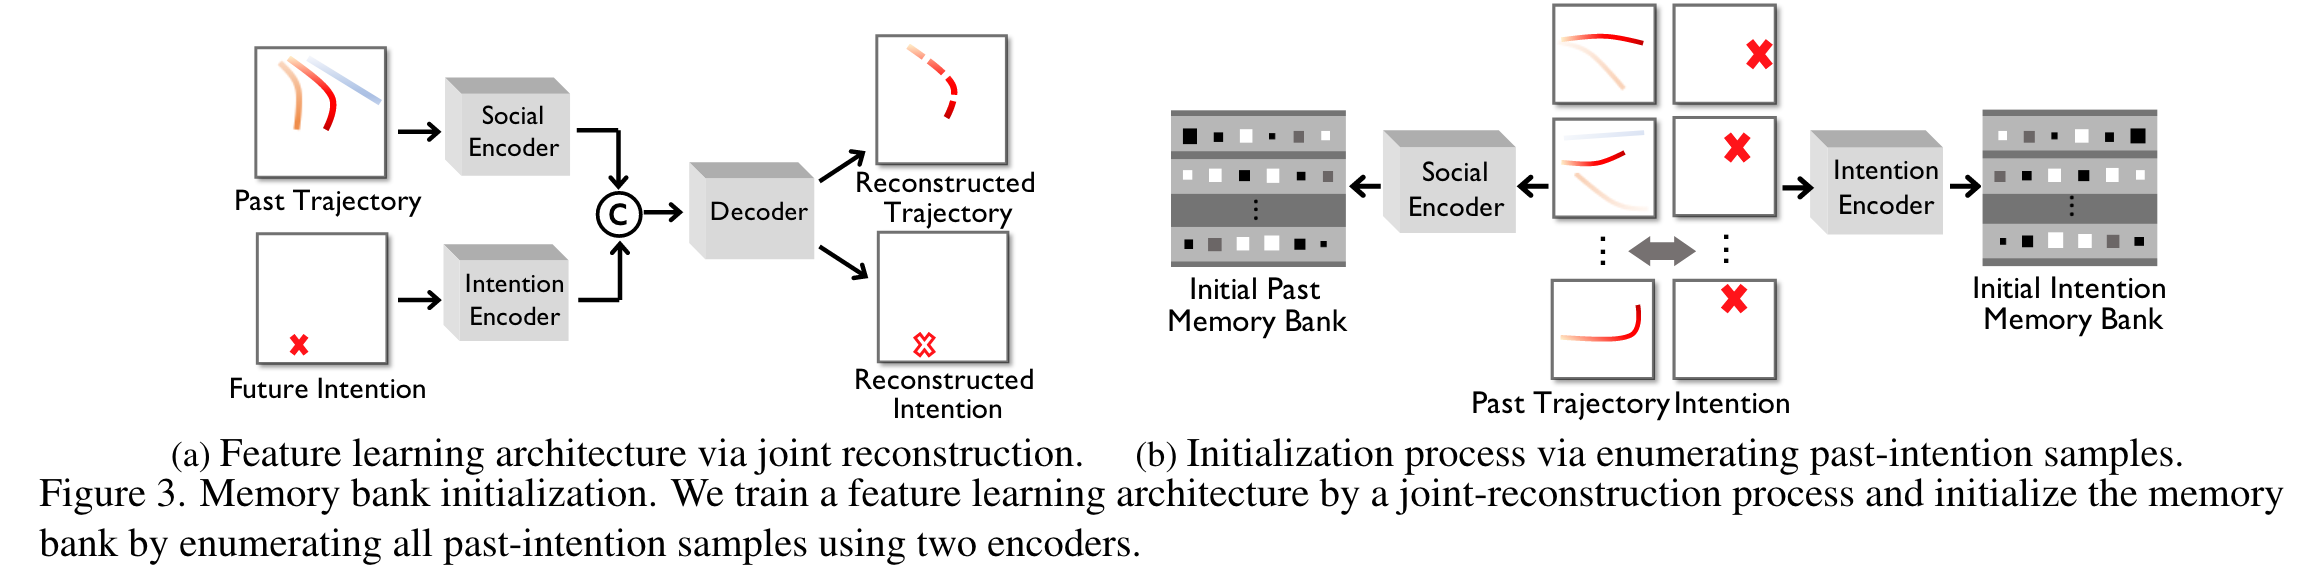 Social
Encoder
Past Trajectory
C
Decoder
Intention
Encoder
Future Intention
Reconstructed
Trajectory
Reconstructed
Intention
(a) Feature learning architecture via joint reconstruction.
Initial Past
Memory Bank
Social
Encoder
Past Trajectory
Intention
Intention
Encoder
Initial Intention
Memory Bank
(b) Initialization process via enumerating past-intention samples.
Figure 3. Memory bank initialization. We train a feature learning architecture by a joint-reconstruction process and initialize the memory
bank by enumerating all past-intention samples using two encoders.